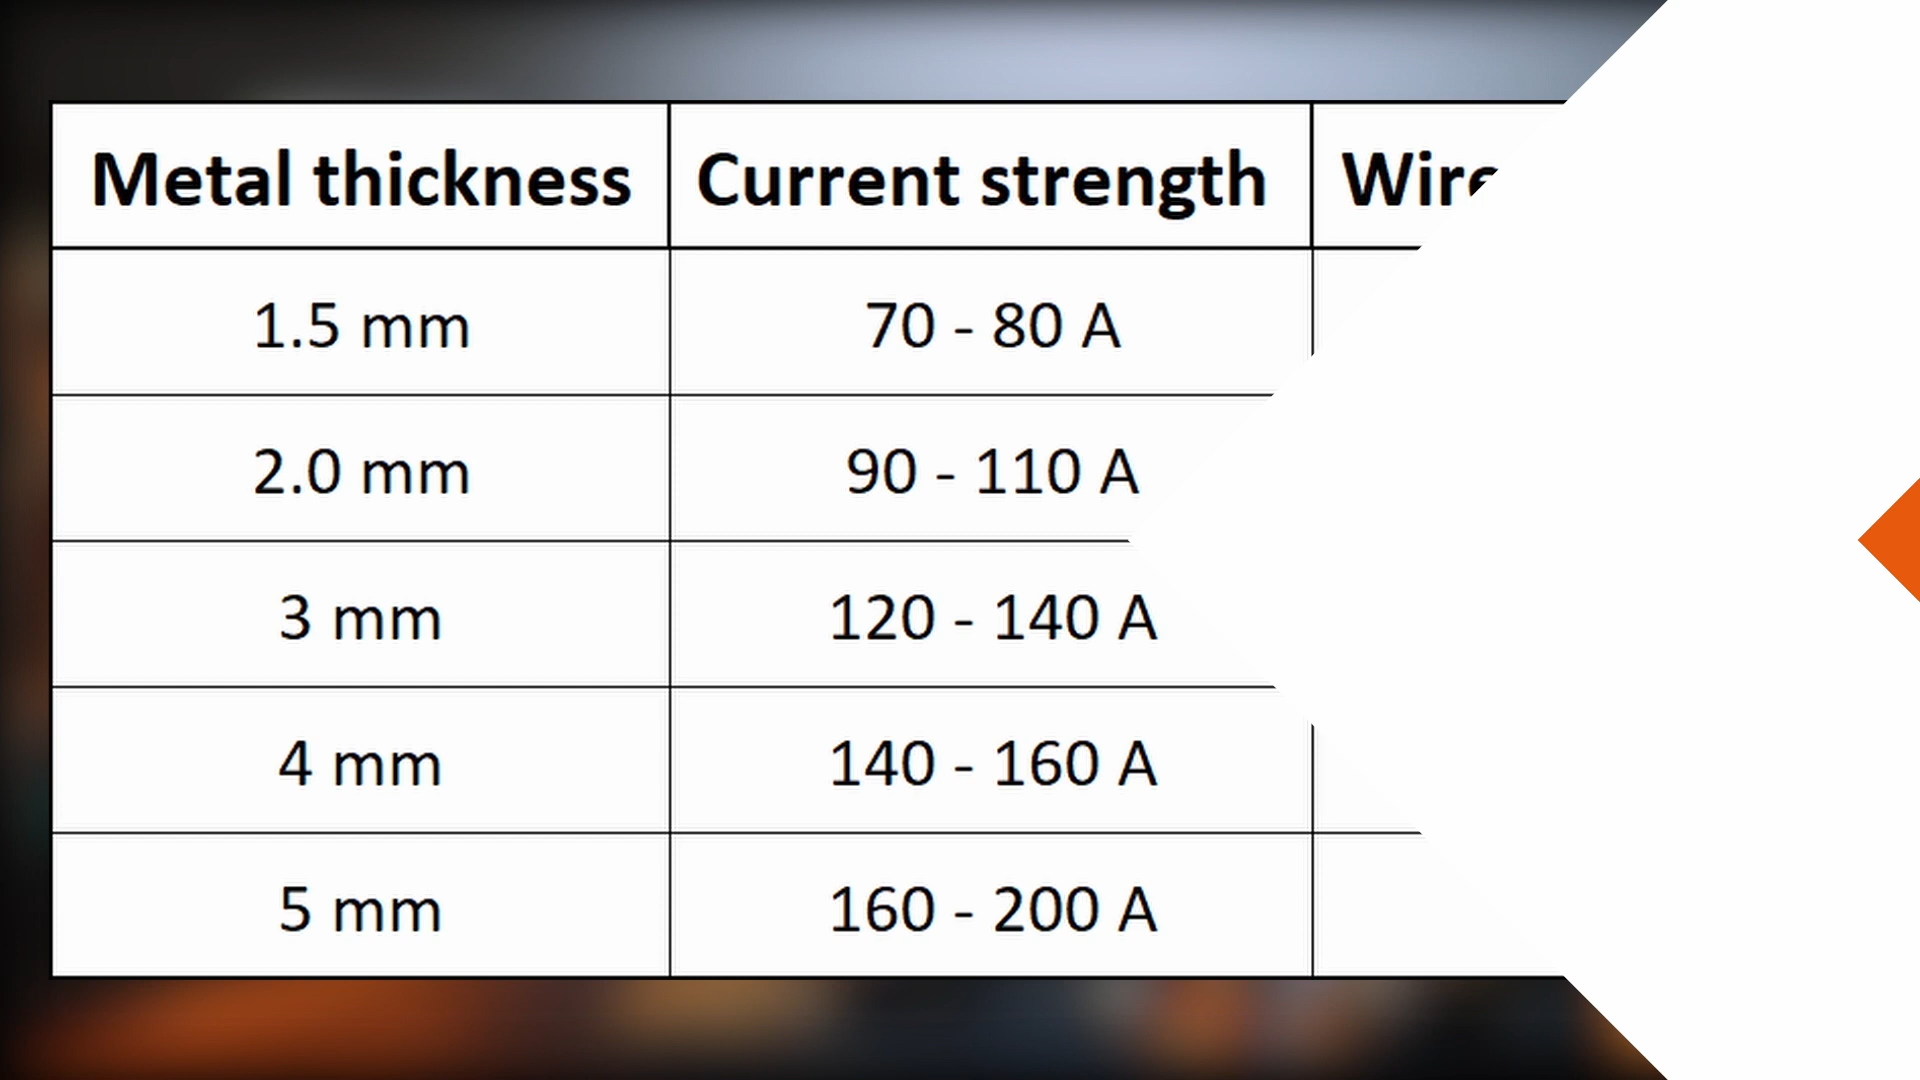 Metal thickness Current strength
1.5 mm 70 - 80 A
2.0 mm 90 - 110 A
3 mm 120 - 140 A
4 mm 140 - 160 A
5 mm 160 - 200 A